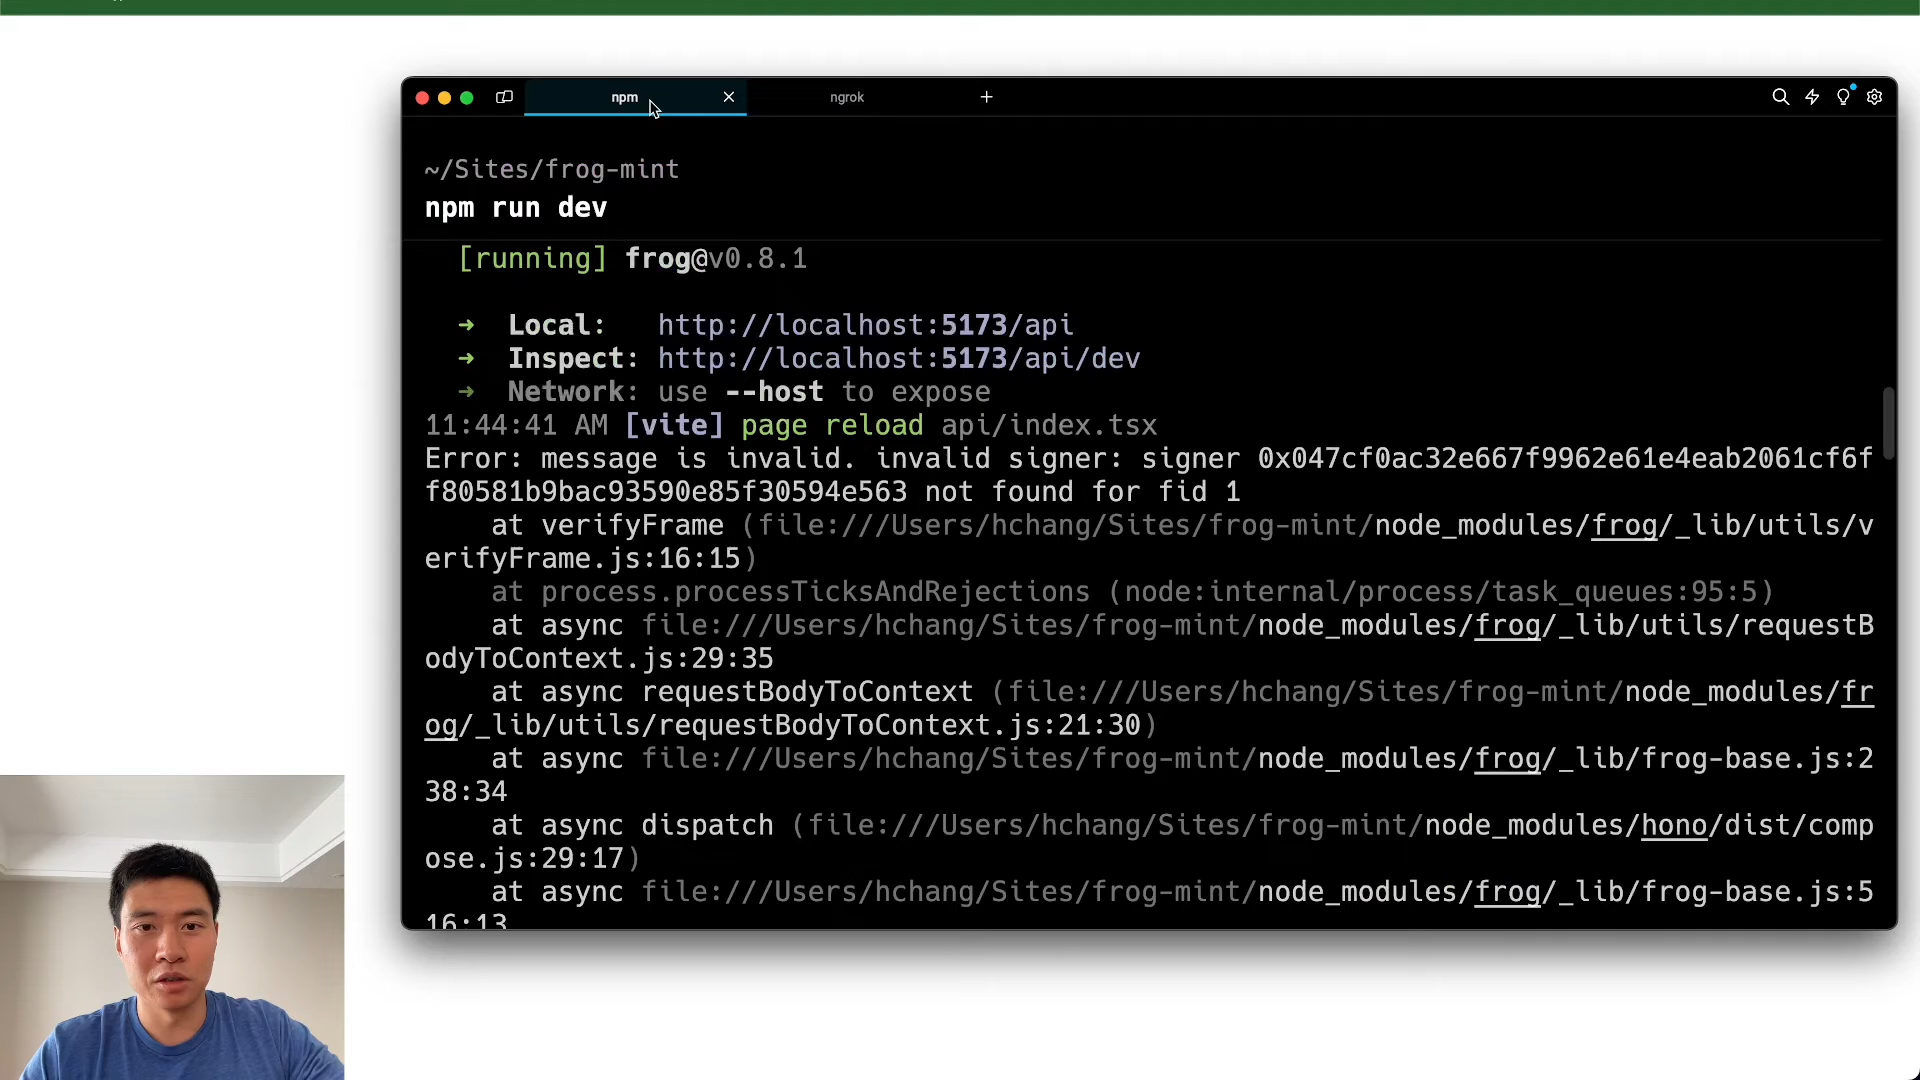 npm
ngrok
~/Sites/frog-mint
npm run dev
[running] frog@v0.8.1
➜ Local: http://localhost:5173/api
➜ Inspect: http://localhost:5173/api/dev
➜ Network: use --host to expose
11:44:41 AM [vite] page reload api/index.tsx
Error: message is invalid. invalid signer: signer 0x047cf0ac32e667f9962e61e4eab2061cf6f
f80581b9bac93590e85f30594e563 not found for fid 1
at verifyFrame (file:///Users/hchang/Sites/frog-mint/node_modules/frog/_lib/utils/v
erifyFrame.js:16:15)
at process.processTicksAndRejections (node:internal/process/task_queues:95:5)
at async file:///Users/hchang/Sites/frog-mint/node_modules/frog/_lib/utils/requestB
odyToContext.js:29:35
at async requestBodyToContext (file:///Users/hchang/Sites/frog-mint/node_modules/fr
og/_lib/utils/requestBodyToContext.js:21:30)
at async file:///Users/hchang/Sites/frog-mint/node_modules/frog/_lib/frog-base.js:2
38:34
at async dispatch (file:///Users/hchang/Sites/frog-mint/node_modules/hono/dist/comp
ose.js:29:17)
at async file:///Users/hchang/Sites/frog-mint/node_modules/frog/_lib/frog-base.js:5
16:13